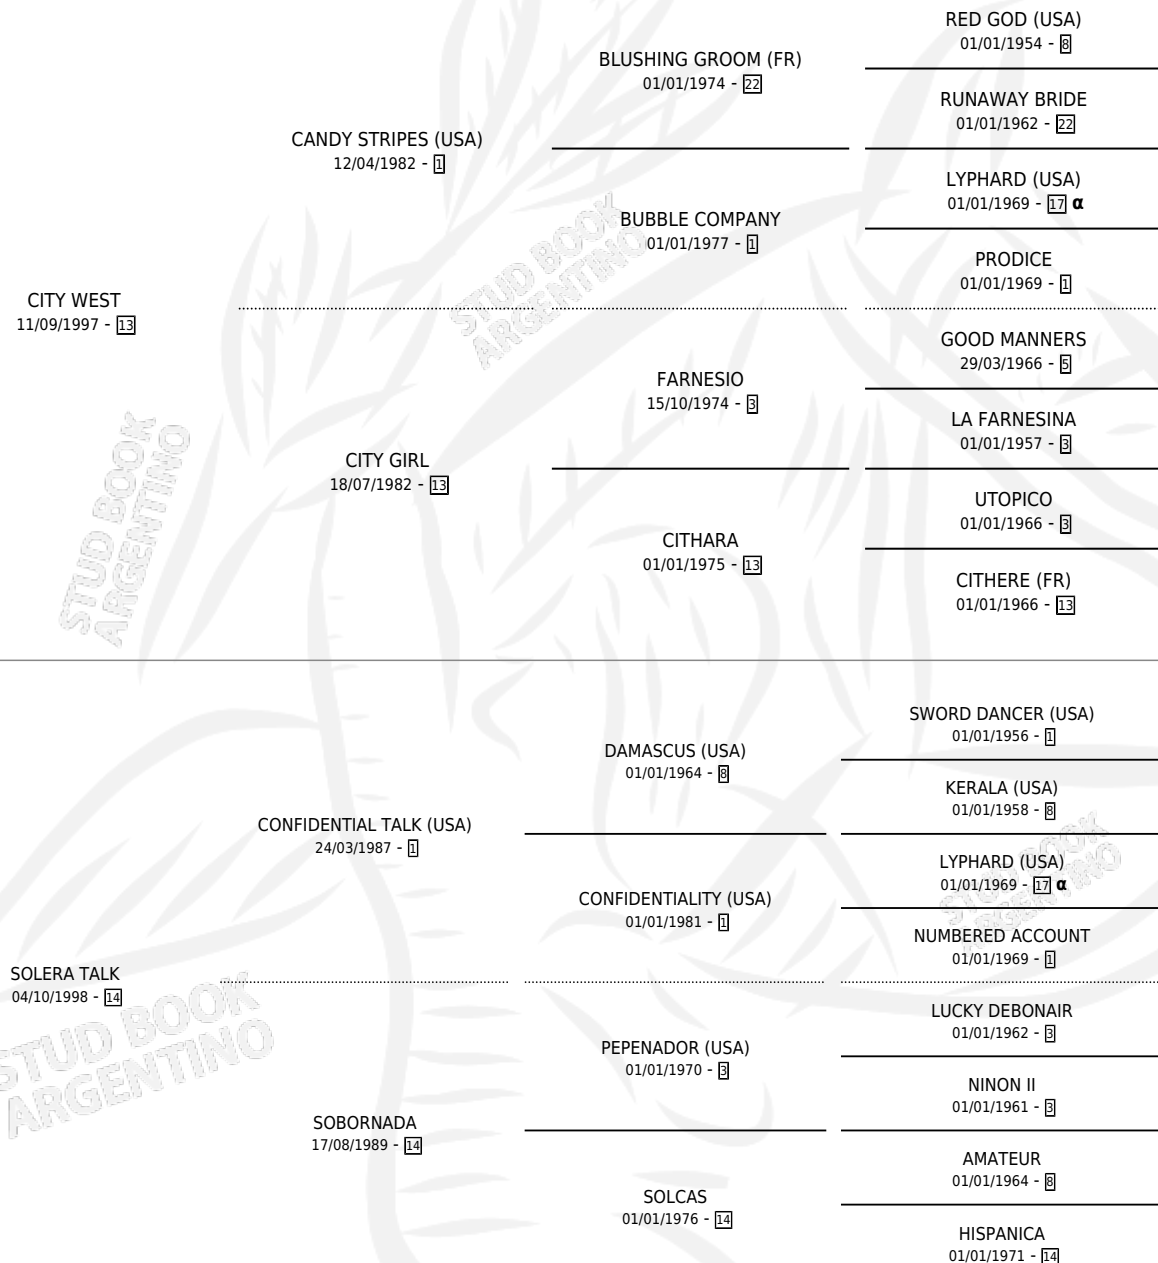 RED GOD (USA)
01/01/1954 - 8
BLUSHING GROOM (FR)
01/01/1974 - 22
RUNAWAY BRIDE
01/01/1962 - 22
CANDY STRIPES (USA)
12/04/1982 - 1
LYPHARD (USA)
01/01/1969 - 17 α
BUBBLE COMPANY
01/01/1977 - 1
PRODICE
01/01/1969 - 1
CITY WEST
11/09/1997 - 13
GOOD MANNERS
29/03/1966 - 5
FARNESIO
15/10/1974 - 3
LA FARNESINA
01/01/1957 - 3
CITY GIRL
18/07/1982 - 13
UTOPICO
01/01/1966 - 3
CITHARA
01/01/1975 - 13
CITHERE (FR)
01/01/1966 - 13
SWORD DANCER (USA)
01/01/1956 - 1
DAMASCUS (USA)
01/01/1964 - 8
KERALA (USA)
01/01/1958 - 8
CONFIDENTIAL TALK (USA)
24/03/1987 - 1
LYPHARD (USA)
01/01/1969 - 17 α
CONFIDENTIALITY (USA)
01/01/1981 - 1
NUMBERED ACCOUNT
01/01/1969 - 1
SOLERA TALK
04/10/1998 - 14
LUCKY DEBONAIR
01/01/1962 - 3
PEPENADOR (USA)
01/01/1970 - 3
NINON II
01/01/1961 - 3
SOBORNADA
17/08/1989 - 14
AMATEUR
01/01/1964 - 8
SOLCAS
01/01/1976 - 14
HISPANICA
01/01/1971 - 14
STUD BOOK
ARGENTINO
STUD BOOK
ARGENTINO
STUD BOOK
ARGENTINO
STUD BOOK
ARGENTINO